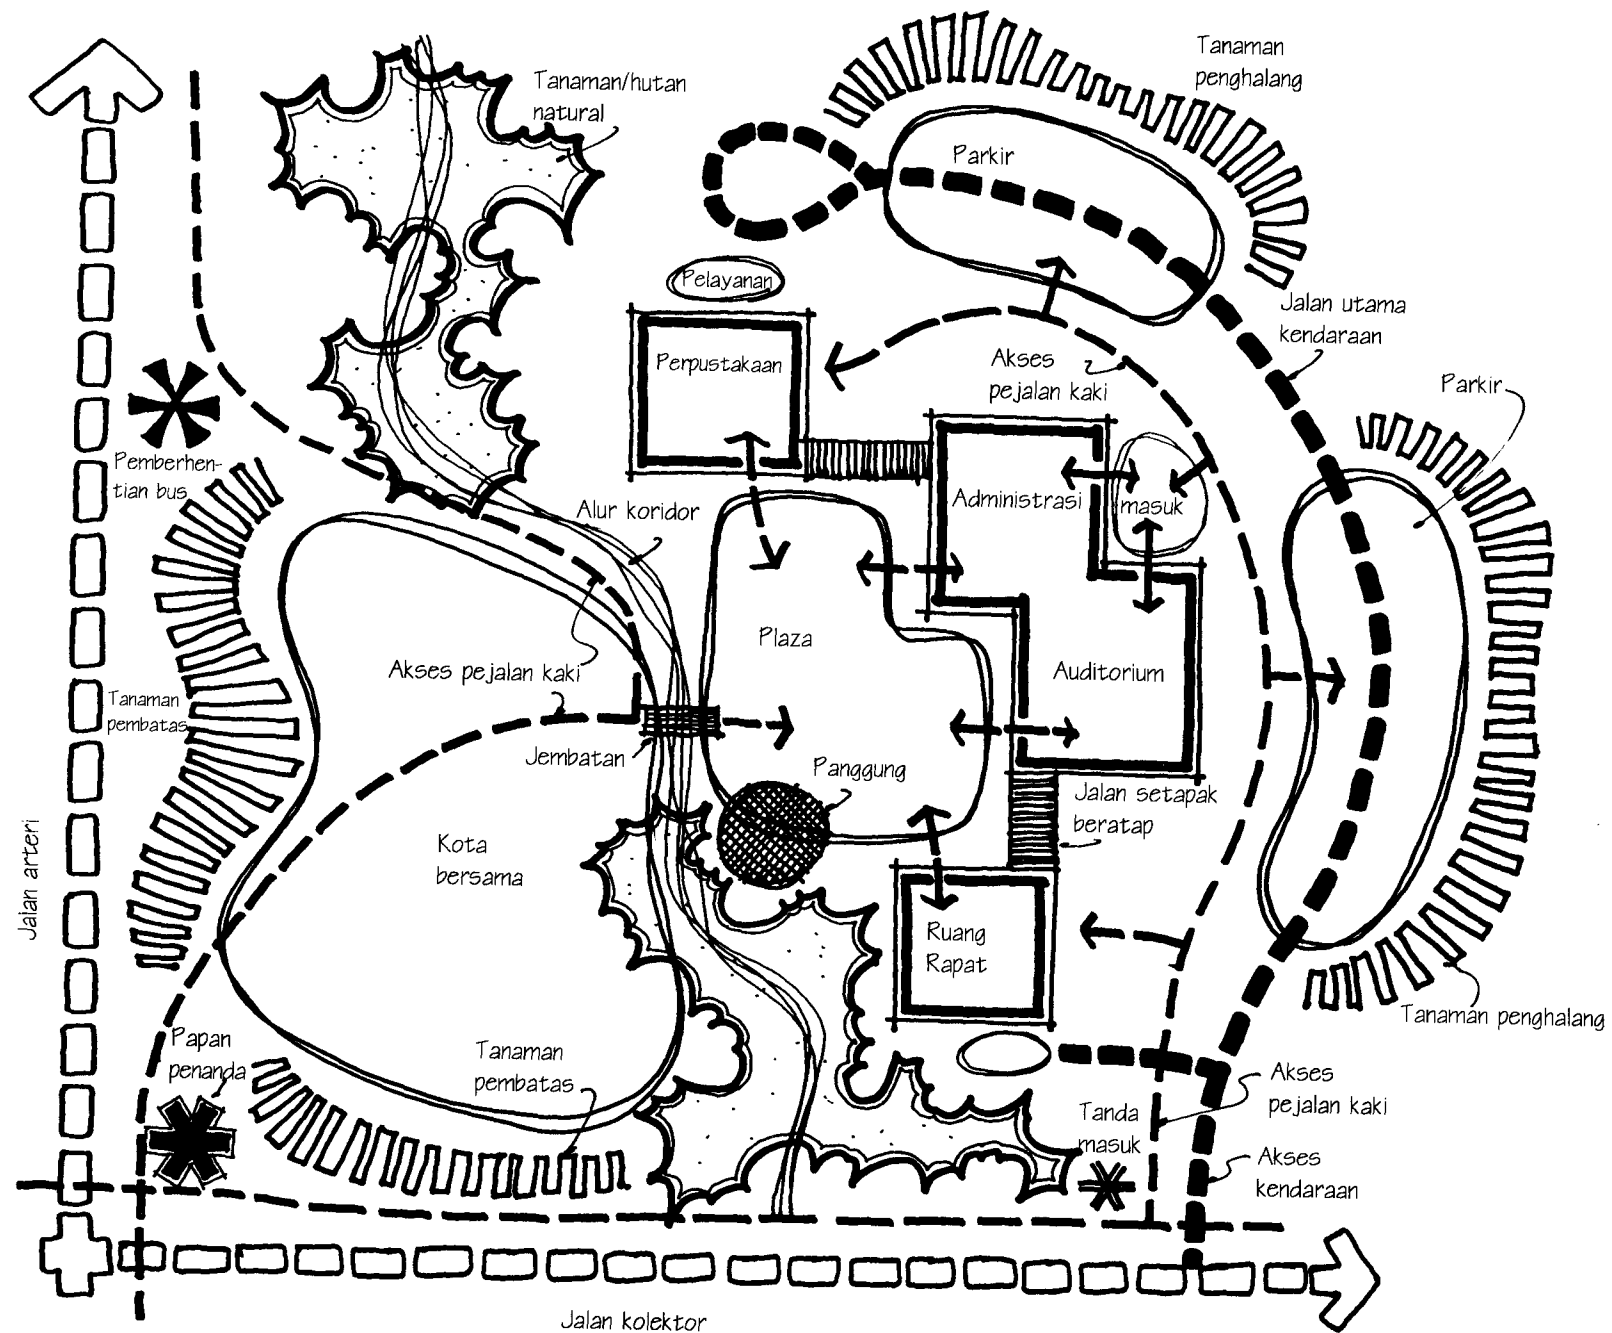 Tanaman
penghalang
Tanaman/hutan
natural
Parkir
Pelayanan
Jalan utama
kendaraan
Perpustakaan
Akses
pejalan kaki
Parkir
Pemberhen-
tian bus
Alur koridor
Administrasi
masuk
Plaza
Akses pejalan kaki
Auditorium
Tanaman
pembatas
Jembatan
Panggung
Jalan setapak
beratap
Kota
bersama
Jalan arteri
Ruang
Rapat
Tanaman penghalang
Papan
penanda
Tanaman
pembatas
Akses
pejalan kaki
Tanda
masuk
Akses
kendaraan
Jalan kolektor